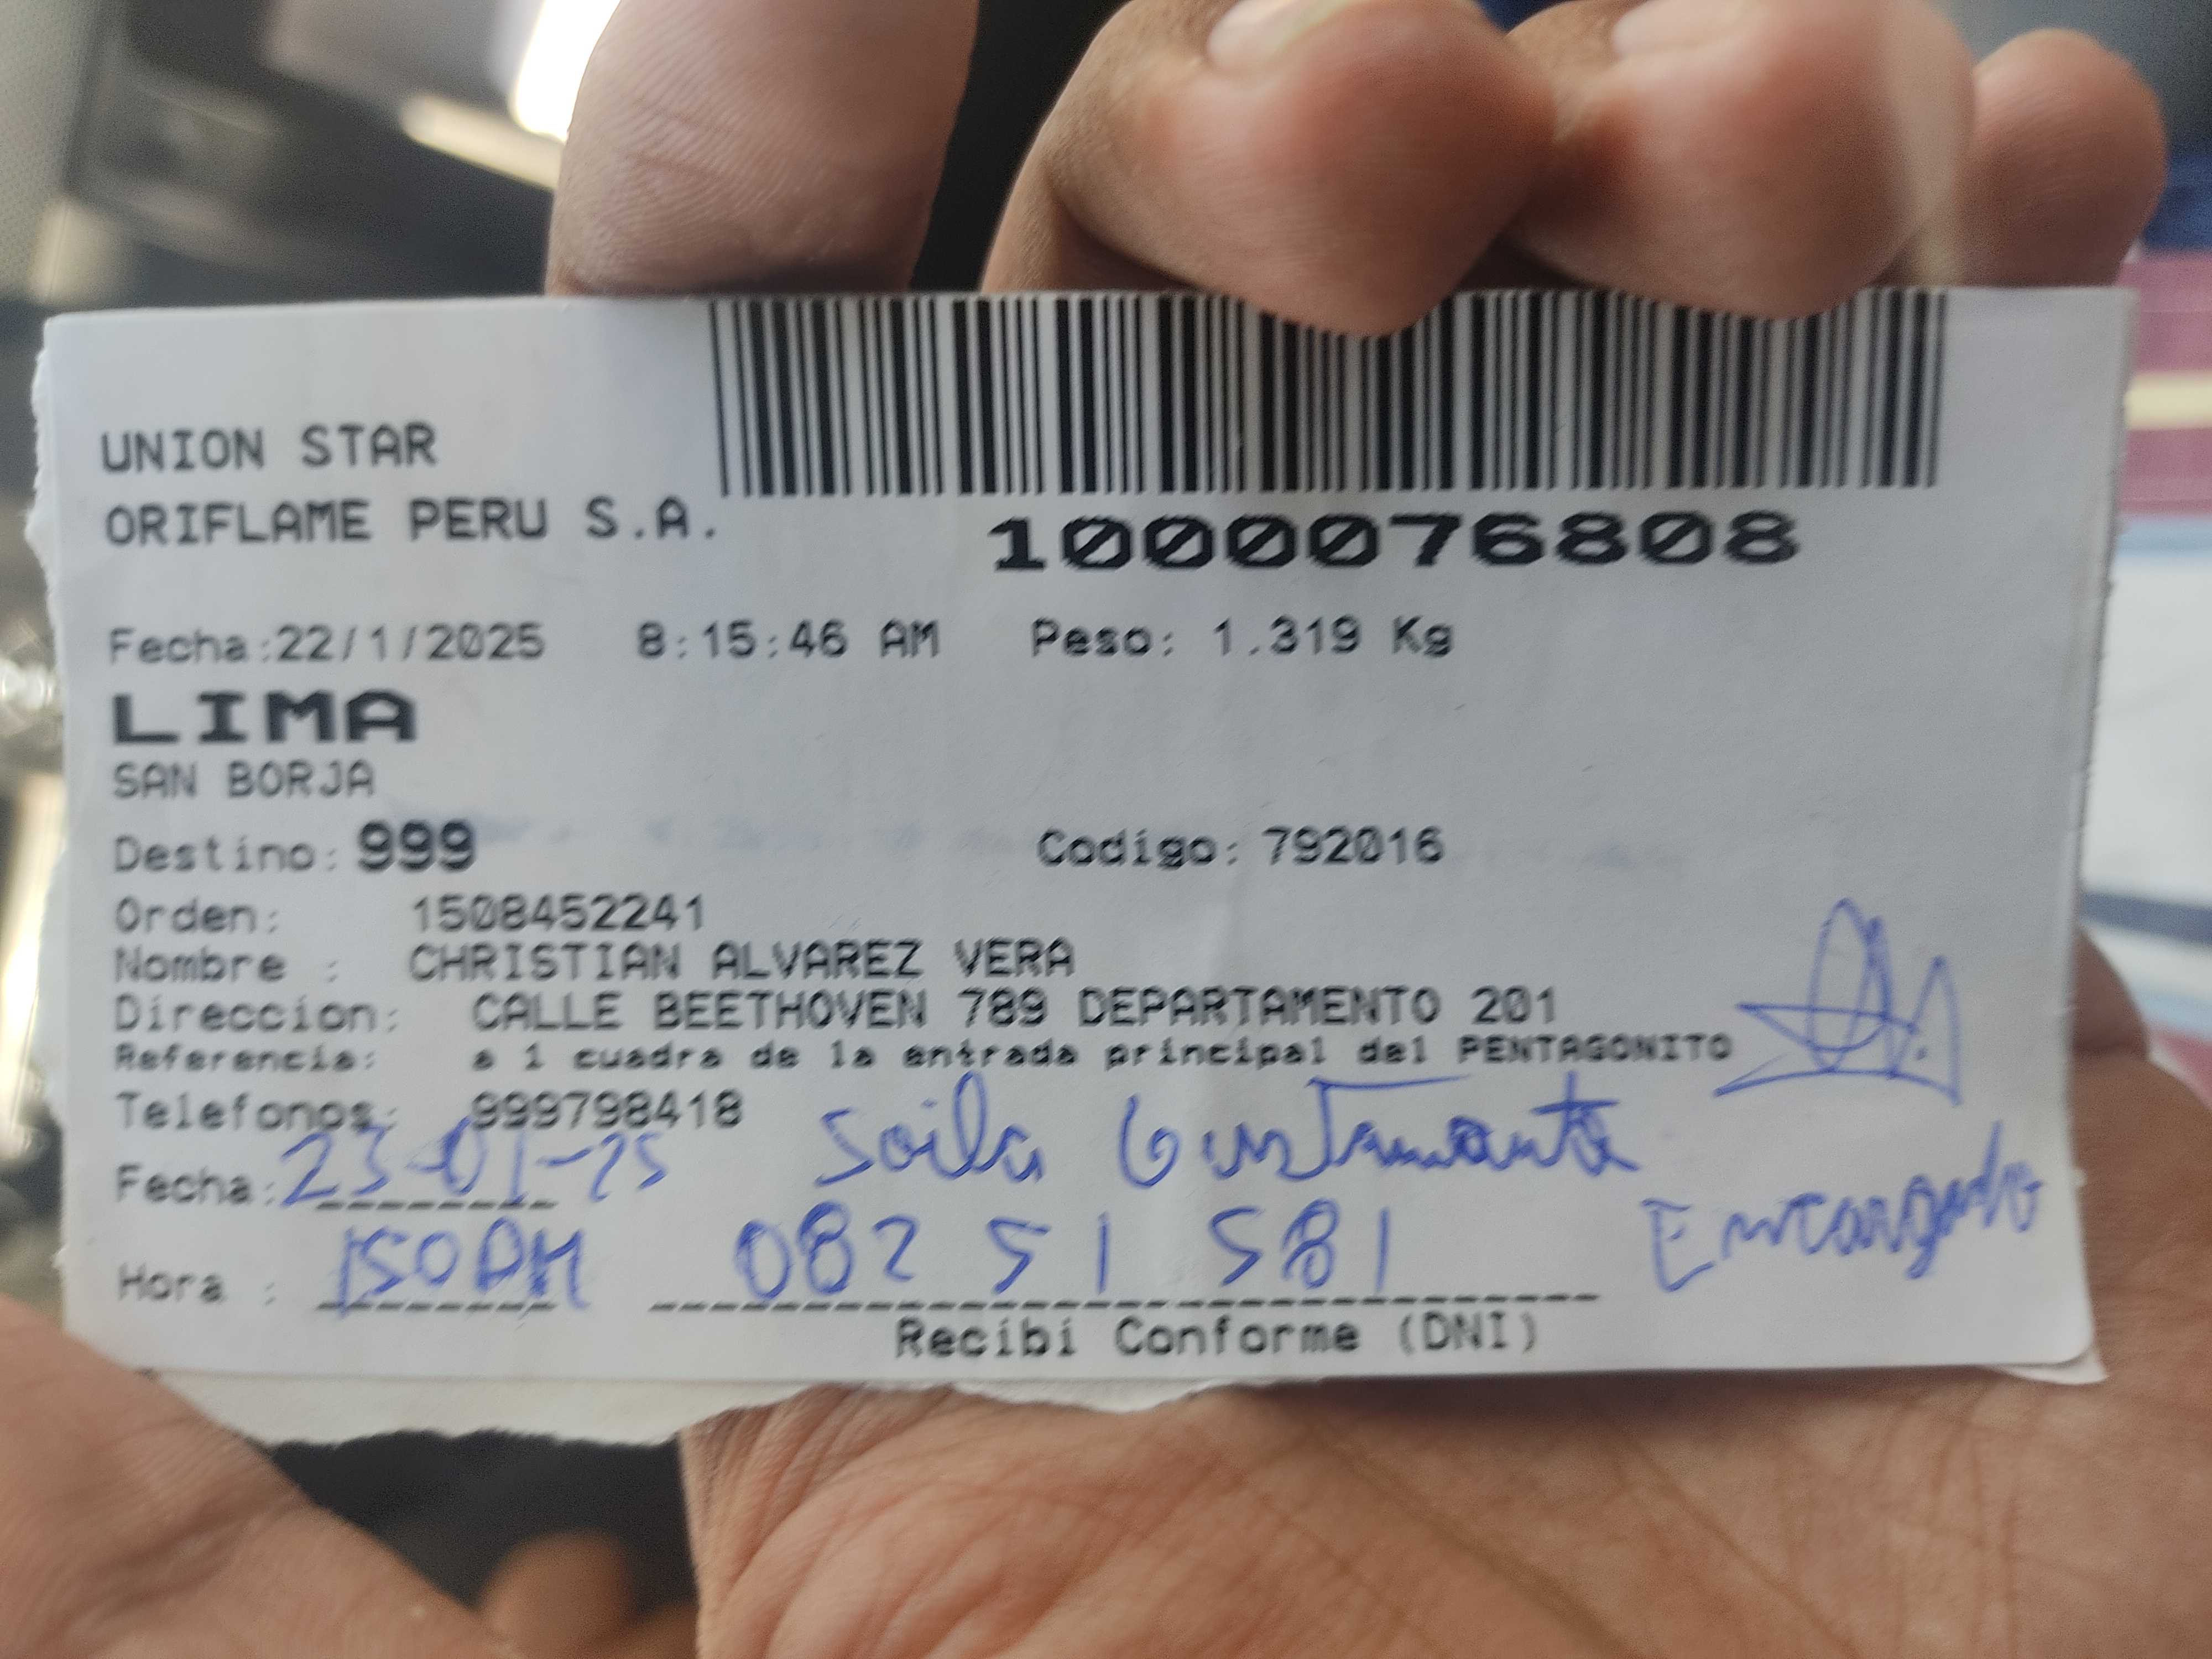 UNION STAR
ORIFLAME PERU S.A.
1000076808
Fecha:22/1/2025 8:15:46 AM Peso: 1.319 Kg
LIMA
SAN BORJA
Destino: 999 Codigo: 792016
Orden: 1508452241
Nombre : CHRISTIAN ALVAREZ VERA
Direccion: CALLE BEETHOVEN 789 DEPARTAMENTO 201
Referencia: a 1 cuadra de la entrada principal del PENTAGONITO
Telefonos: 999798418
Soila Bustamante
Fecha: 23-01-25
Encargado
Hora : 150PM 082 51 581
Recibi Conforme (DNI)